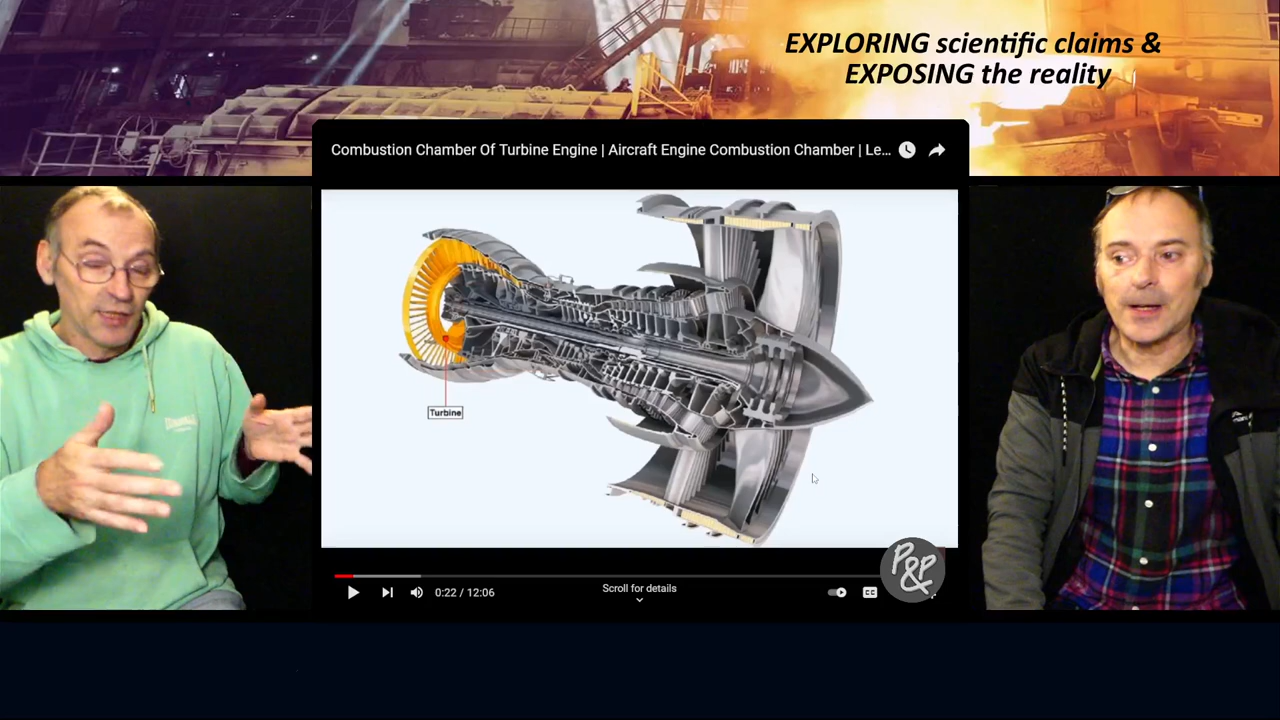 EXPLORING scientific claims &
EXPOSING the reality
Combustion Chamber Of Turbine Engine | Aircraft Engine Combustion Chamber | Le...
Turbine
P&P
0:22 / 12:06
Scroll for details
CC